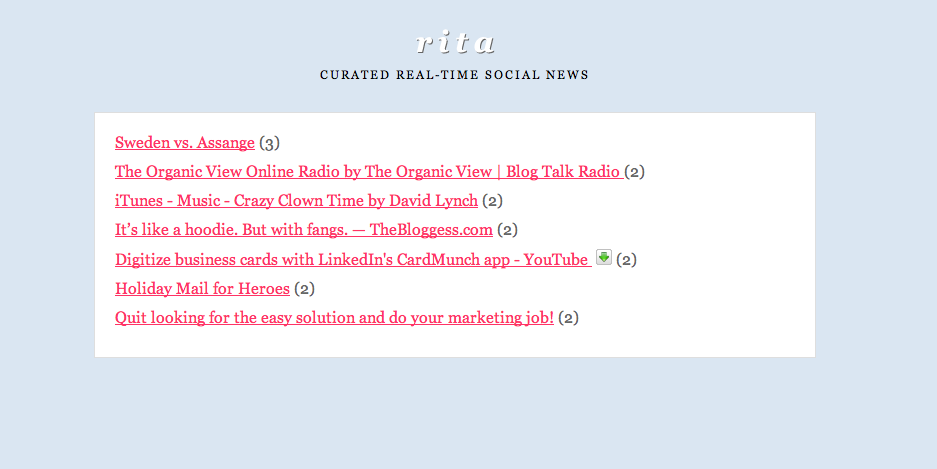 rita
CURATED REAL-TIME SOCIAL NEWS
Sweden vs. Assange (3)
The Organic View Online Radio by The Organic View | Blog Talk Radio (2)
iTunes - Music - Crazy Clown Time by David Lynch (2)
It’s like a hoodie. But with fangs. — TheBloggess.com (2)
Digitize business cards with LinkedIn's CardMunch app - YouTube (2)
Holiday Mail for Heroes (2)
Quit looking for the easy solution and do your marketing job! (2)